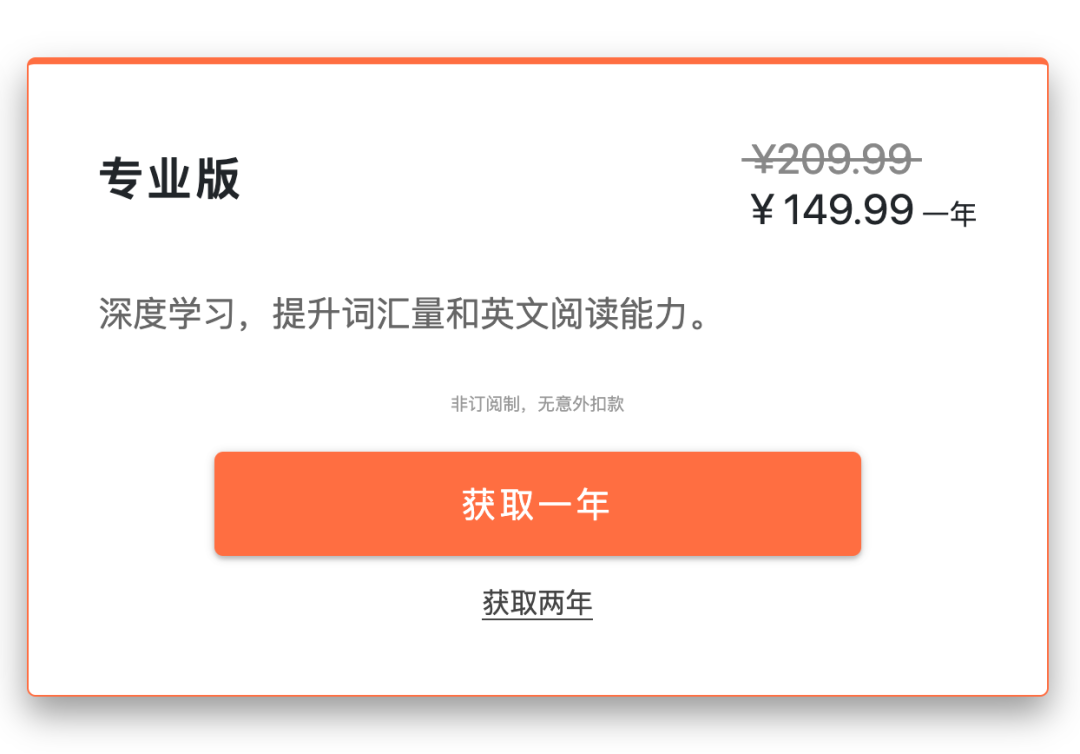 专业版
¥209.99
¥149.99 一年
深度学习，提升词汇量和英文阅读能力。
非订阅制，无意外扣款
获取一年
获取两年